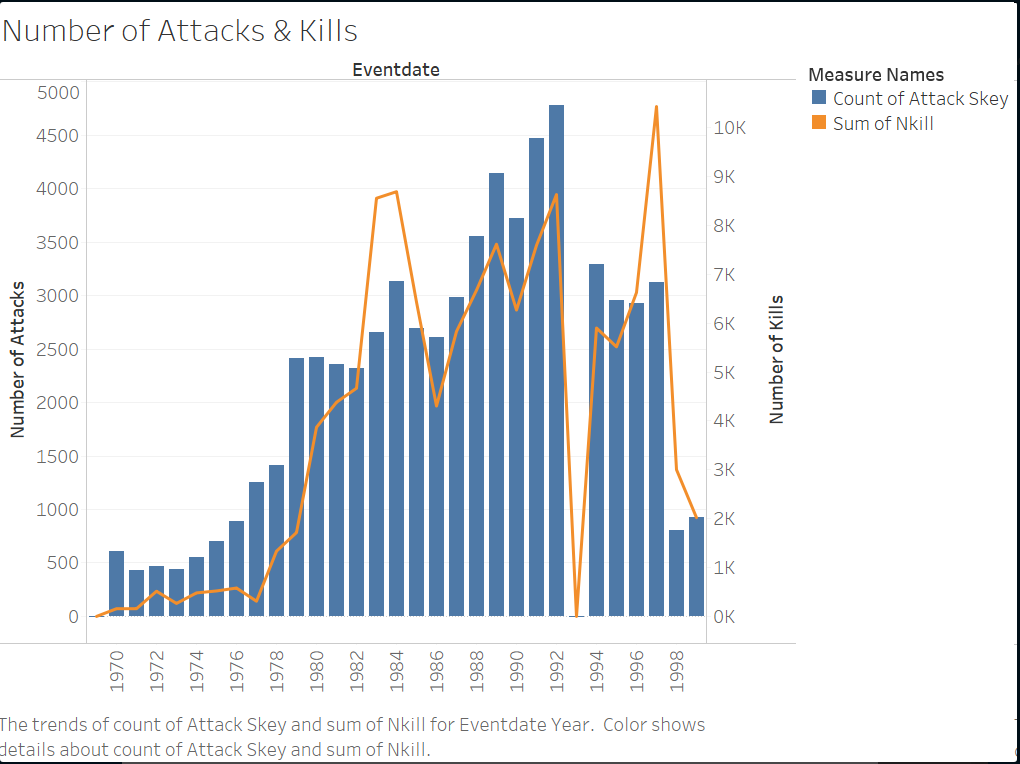 Number of Attacks & Kills
Eventdate
Measure Names
Count of Attack Skey
Sum of Nkill
Number of Attacks
5000
4500
4000
3500
3000
2500
2000
1500
1000
500
0
10K
9K
8K
7K
6K
5K
4K
3K
2K
1K
0K
Number of Kills
1970
1972
1974
1976
1978
1980
1982
1984
1986
1988
1990
1992
1994
1996
1998
The trends of count of Attack Skey and sum of Nkill for Eventdate Year. Color shows
details about count of Attack Skey and sum of Nkill.